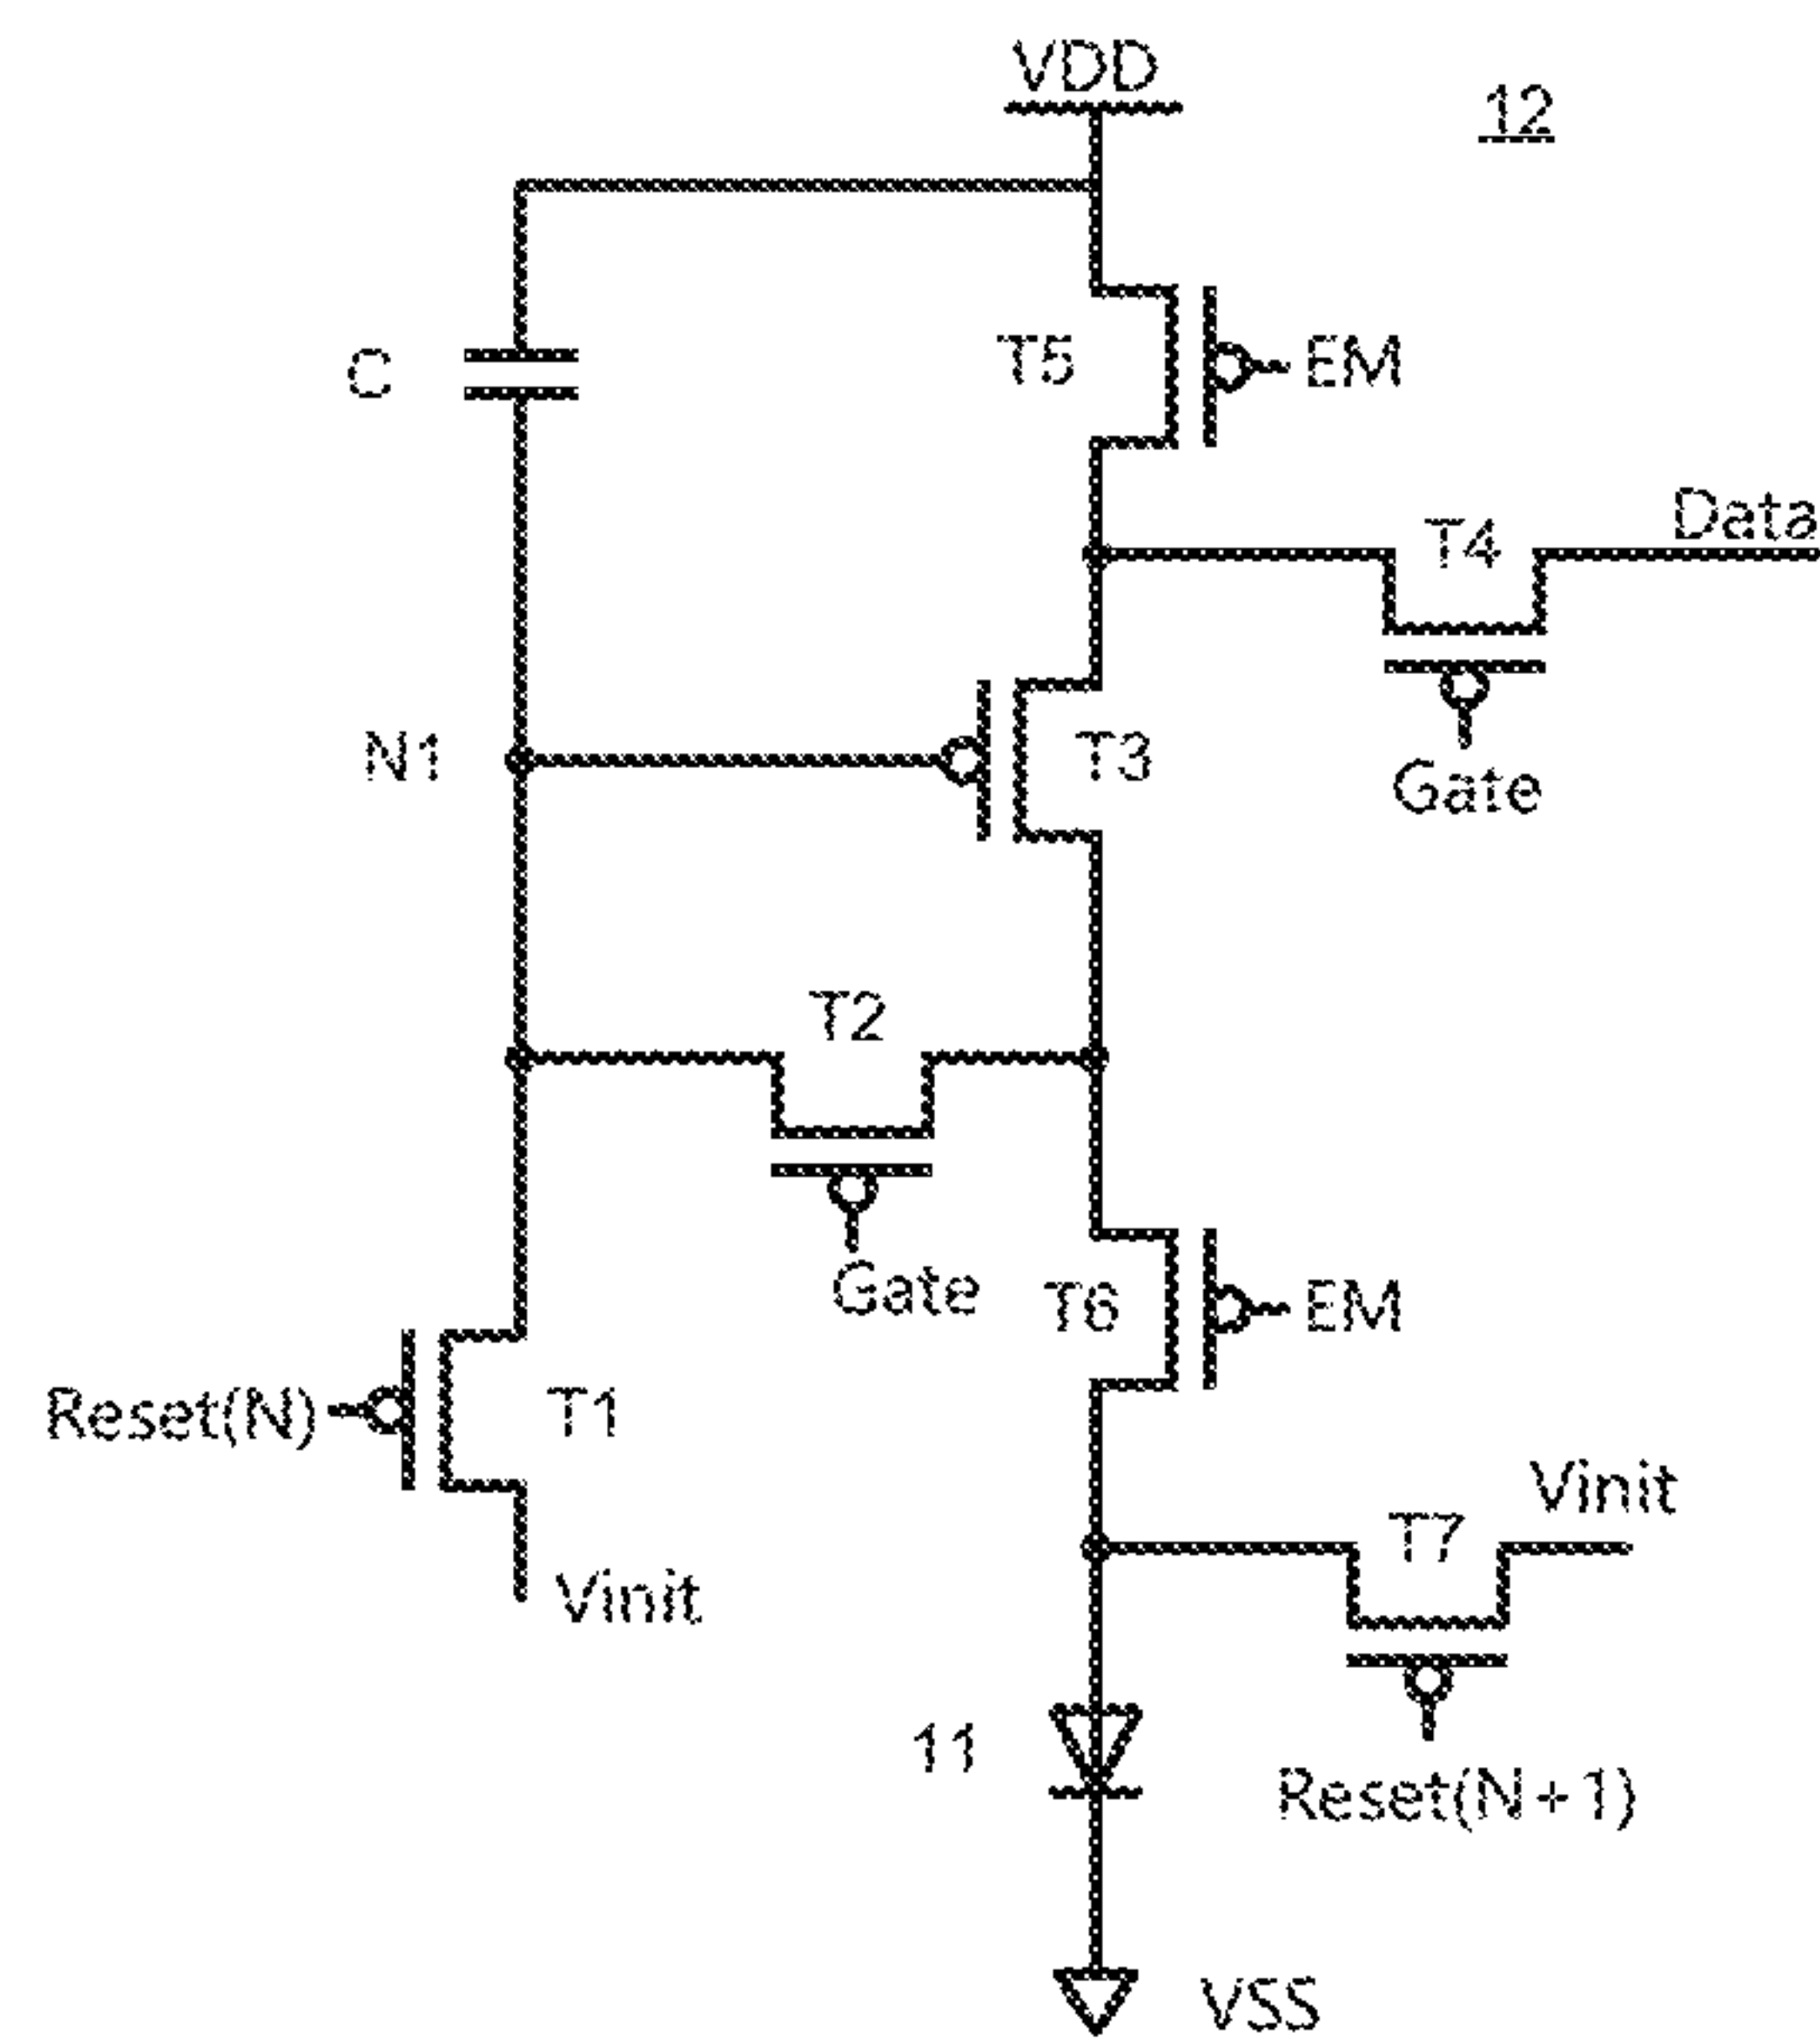 VDD
12
C
T5
EM
Data
T4
N1
T3
Gate
T2
Gate
T6
EM
Reset(N)
T1
Vinit
T7
Vinit
11
Reset(N+1)
VSS